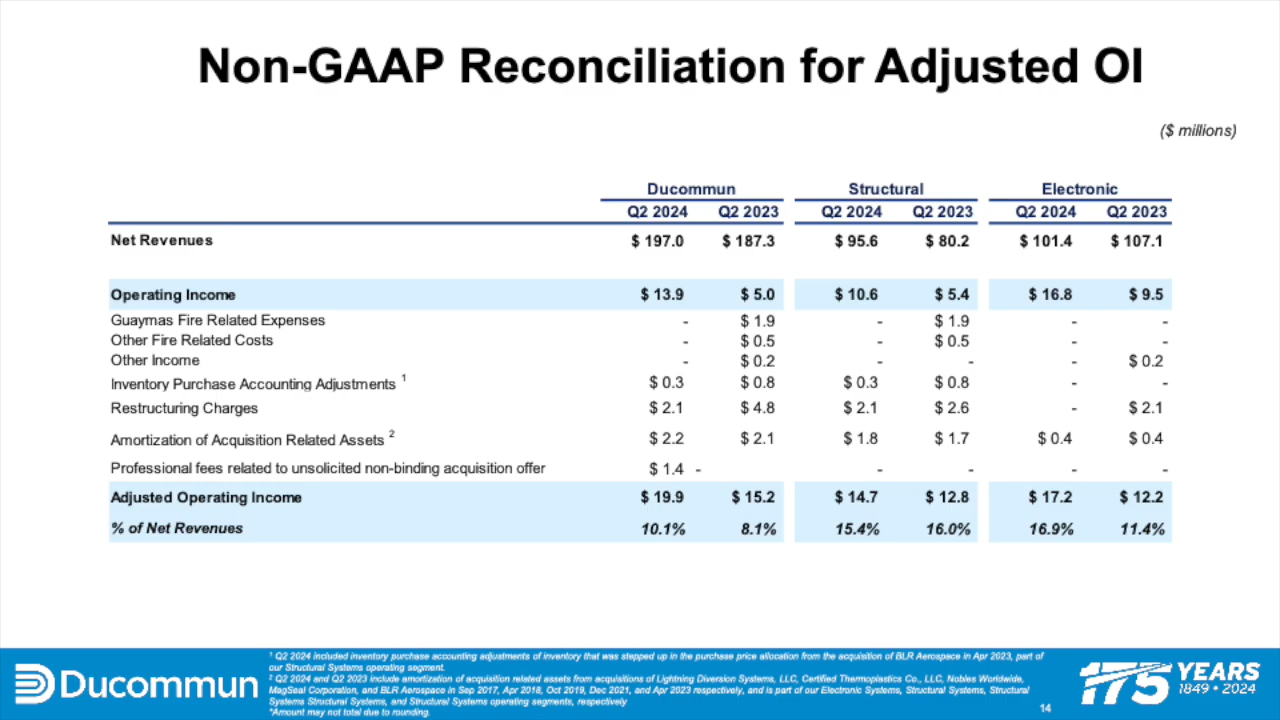 Non-GAAP Reconciliation for Adjusted OI
($ millions)
Ducommun Structural Electronic
Q2 2024 Q2 2023 Q2 2024 Q2 2023 Q2 2024 Q2 2023
Net Revenues $ 197.0 $ 187.3 $ 95.6 $ 80.2 $ 101.4 $ 107.1
Operating Income $ 13.9 $ 5.0 $ 10.6 $ 5.4 $ 16.8 $ 9.5
Guaymas Fire Related Expenses - $ 1.9 - $ 1.9 - -
Other Fire Related Costs - $ 0.5 - $ 0.5 - -
Other Income - $ 0.2 - - - $ 0.2
Inventory Purchase Accounting Adjustments 1 $ 0.3 $ 0.8 $ 0.3 $ 0.8 - -
Restructuring Charges $ 2.1 $ 4.8 $ 2.1 $ 2.6 - $ 2.1
Amortization of Acquisition Related Assets 2 $ 2.2 $ 2.1 $ 1.8 $ 1.7 $ 0.4 $ 0.4
Professional fees related to unsolicited non-binding acquisition offer $ 1.4 - - - - -
Adjusted Operating Income $ 19.9 $ 15.2 $ 14.7 $ 12.8 $ 17.2 $ 12.2
% of Net Revenues 10.1% 8.1% 15.4% 16.0% 16.9% 11.4%
1 Q2 2024 included inventory purchase accounting adjustments of inventory that was stepped up in the purchase price allocation from the acquisition of BLR Aerospace in Apr 2023, part of
our Structural Systems operating segment.
2 Q2 2024 and Q2 2023 include amortization of acquisition related assets from acquisitions of Lightning Diversion Systems, LLC, Certified Thermoplastics Co., LLC, Nobles Worldwide,
MagSeal Corporation, and BLR Aerospace in Sep 2017, Apr 2018, Oct 2019, Dec 2021, and Apr 2023 respectively, and is part of our Electronic Systems, Structural Systems, Structural
Systems Structural Systems, and Structural Systems operating segments, respectively
*Amount may not total due to rounding.
Ducommun
14
175 YEARS
1849 • 2024